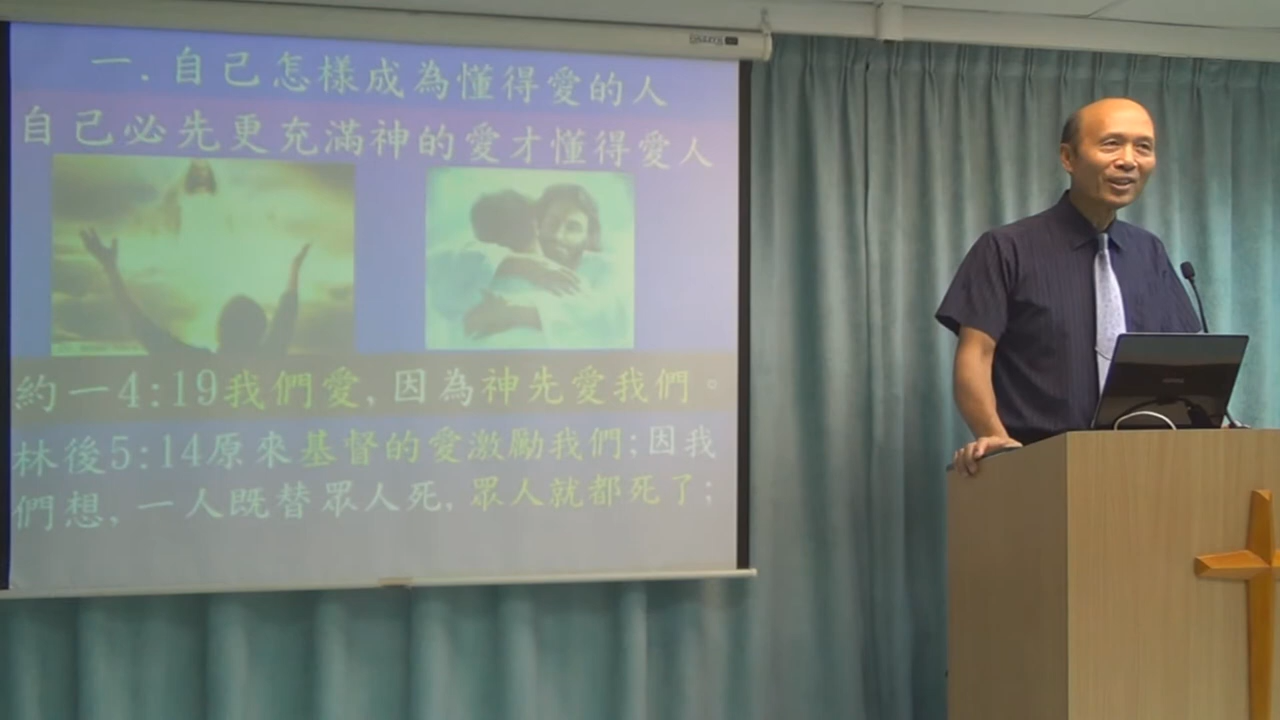 一. 自己怎樣成為懂得愛的人
自己必先更充滿神的愛才懂得愛人
約一4:19我們愛, 因為神先愛我們。
林後5:14原來基督的愛激勵我們; 因我
們想, 一人既替眾人死, 眾人就都死了;